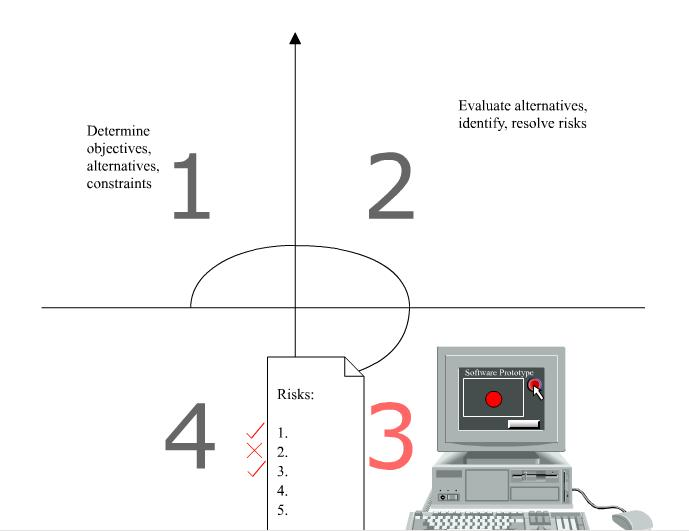 Determine
objectives,
alternatives,
constraints
1
2
Evaluate alternatives,
identify, resolve risks
4
Risks:
1.
2.
3.
4.
5.
3
Software Prototype